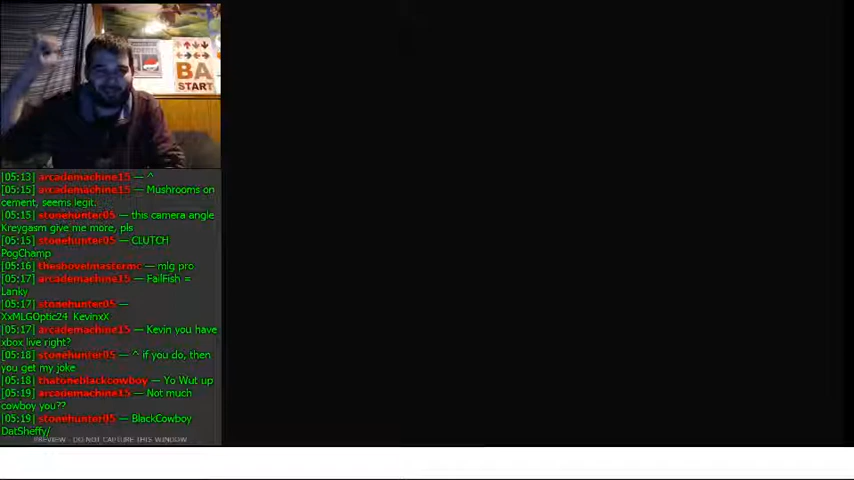 BA
START
[05:13] arcademachine15 — ^
[05:15] arcademachine15 — Mushrooms on
cement, seems legit.
[05:15] stonehunter05 — this camera angle
Kreygasm give me more, pls
[05:15] stonehunter05 — CLUTCH
PogChamp
[05:16] theshovelmastermc — mlg pro
[05:17] arcademachine15 — FailFish =
Lanky
[05:17] stonehunter05 —
XxMLGOptic24_KevinxX
[05:17] arcademachine15 — Kevin you have
xbox live right?
[05:18] stonehunter05 — ^ if you do, then
you get my joke
[05:18] thatoneblackcowboy — Yo Wut up
[05:19] arcademachine15 — Not much
cowboy you??
[05:19] stonehunter05 — BlackCowboy
DatSheffy/
PREVIEW - DO NOT CAPTURE THIS WINDOW